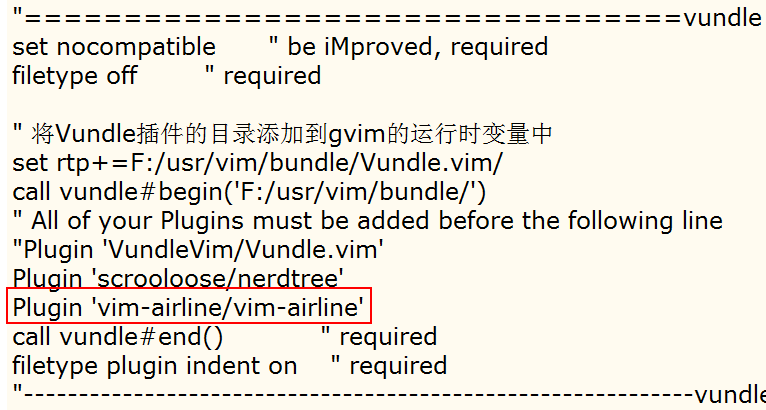 "==================================vundle
set nocompatible " be iMproved, required
filetype off " required
" 将Vundle插件的目录添加到gvim的运行时变量中
set rtp+=F:/usr/vim/bundle/Vundle.vim/
call vundle#begin('F:/usr/vim/bundle/')
" All of your Plugins must be added before the following line
"Plugin 'VundleVim/Vundle.vim'
Plugin 'scrooloose/nerdtree'
Plugin 'vim-airline/vim-airline'
call vundle#end() " required
filetype plugin indent on " required
"-------------------------------------------------------------vundle